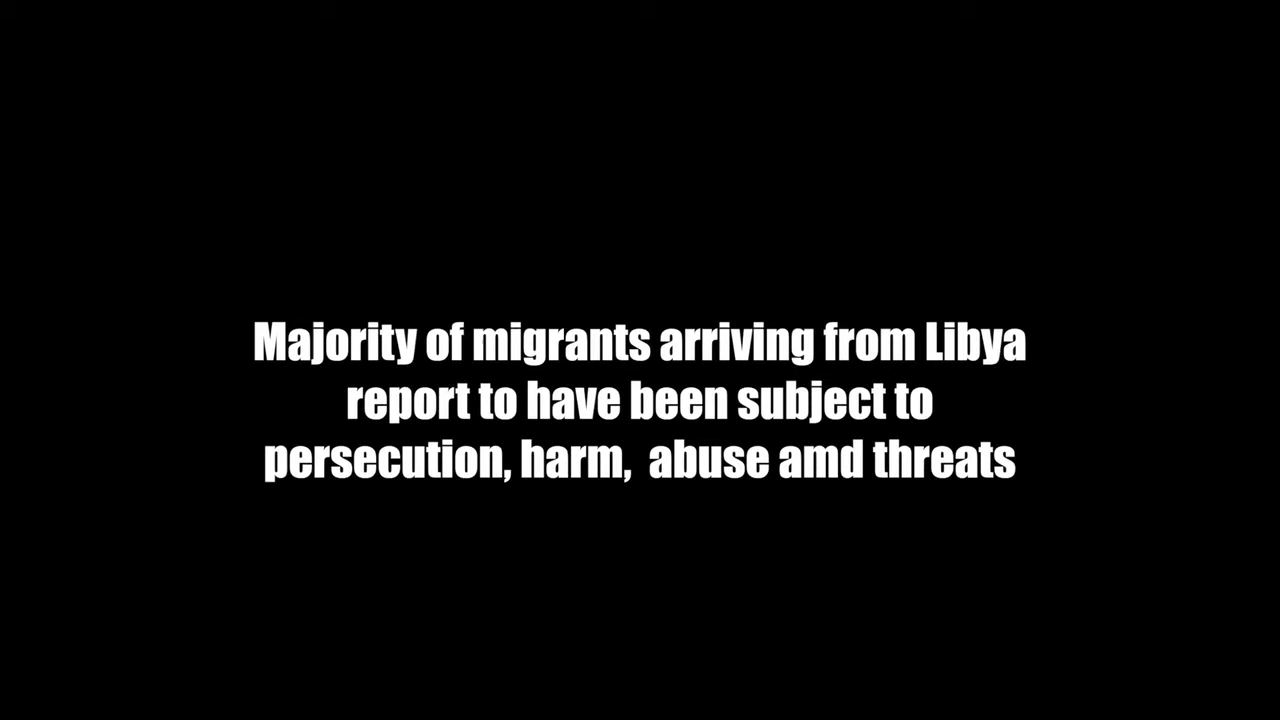 Majority of migrants arriving from Libya
report to have been subject to
persecution, harm,  abuse amd threats